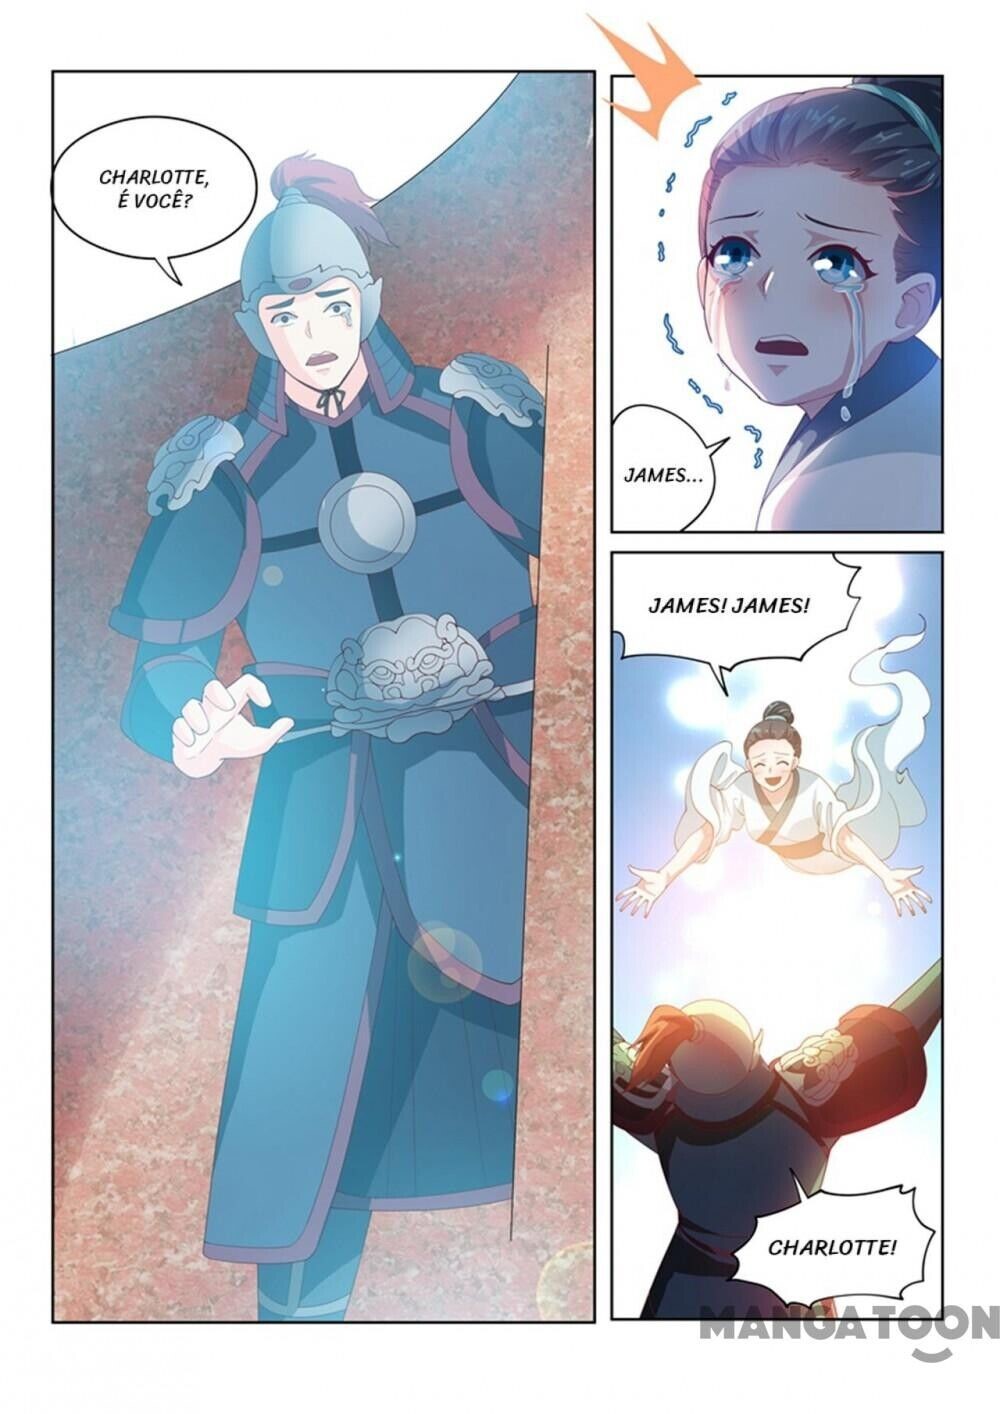 CHARLOTTE,
É VOCÊ?
JAMES...
JAMES! JAMES!
CHARLOTTE!
MANGATOON